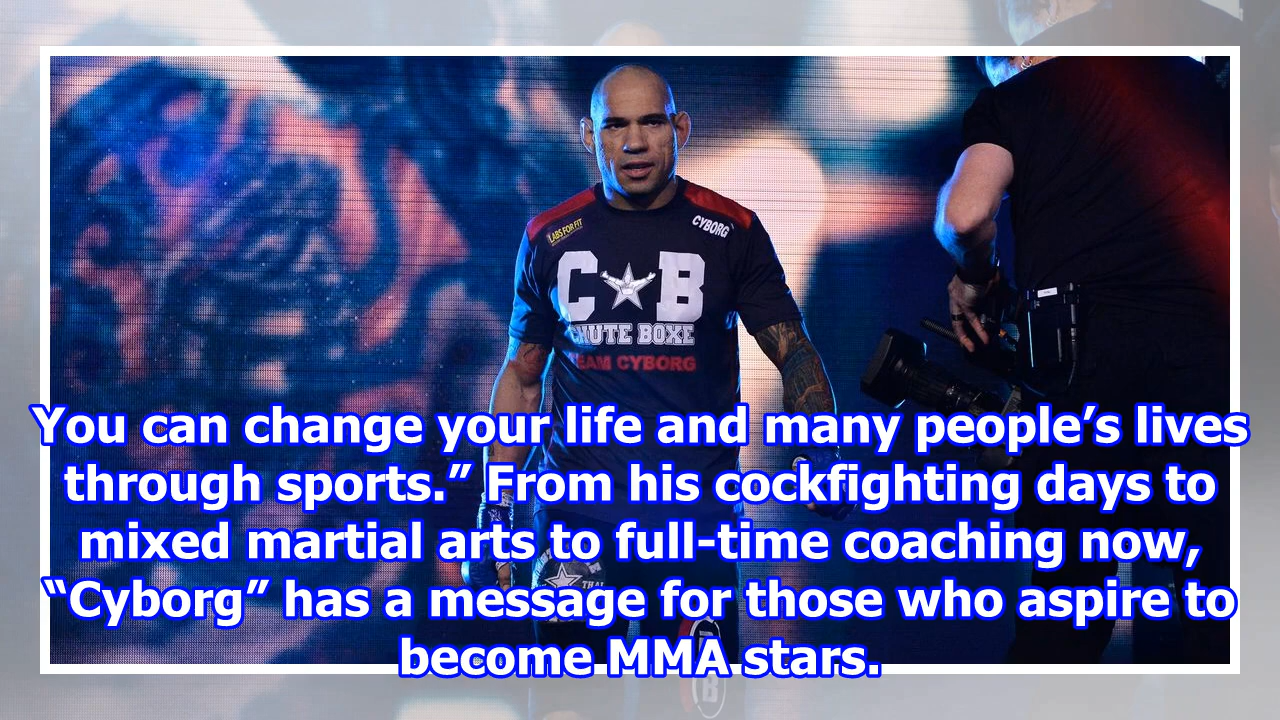 LABS FOR FIT
CYBORG
C B
CHUTE BOXE
TEAM CYBORG
You can change your life and many people’s lives
through sports.” From his cockfighting days to
mixed martial arts to full-time coaching now,
“Cyborg” has a message for those who aspire to
become MMA stars.